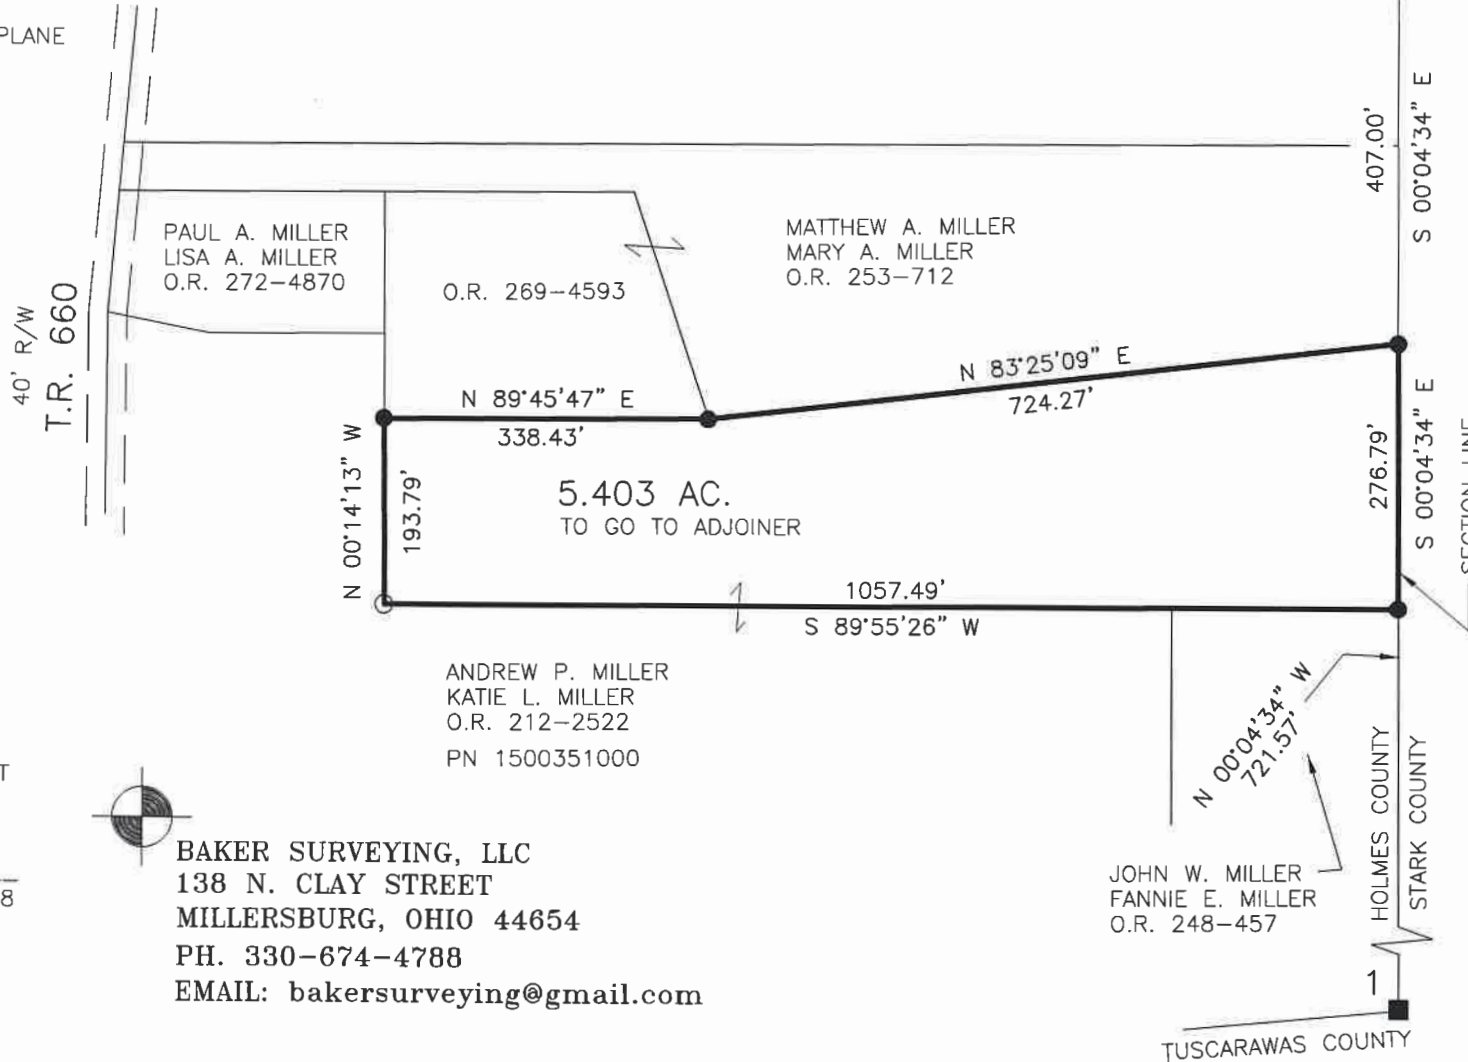 PLANE
407.00'
S 00°04'34" E
PAUL A. MILLER
LISA A. MILLER
O.R. 272-4870
O.R. 269-4593
MATTHEW A. MILLER
MARY A. MILLER
O.R. 253-712
40' R/W
T.R. 660
N 89°45'47" E
338.43'
N 83°25'09" E
724.27'
N 00°14'13" W
193.79'
5.403 AC.
TO GO TO ADJOINER
276.79'
S 00°04'34" E
SECTION LINE
1057.49'
S 89°55'26" W
ANDREW P. MILLER
KATIE L. MILLER
O.R. 212-2522
PN 1500351000
N 00°04'34" W
721.57'
HOLMES COUNTY
STARK COUNTY
T
8
BAKER SURVEYING, LLC
138 N. CLAY STREET
MILLERSBURG, OHIO 44654
PH. 330-674-4788
EMAIL: bakersurveying@gmail.com
JOHN W. MILLER
FANNIE E. MILLER
O.R. 248-457
1
TUSCARAWAS COUNTY